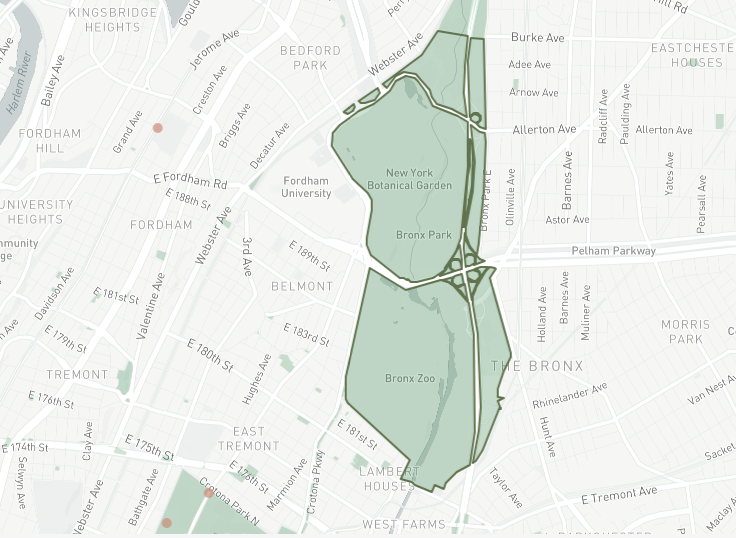 KINGSBRIDGE
HEIGHTS
Jerome Ave
BEDFORD
PARK
Webster Ave
Burke Ave
EASTCHESTE
HOUSES
Adee Ave
Arnow Ave
Harlem River
Bailey Ave
Creston Ave
Grand Ave
Briggs Ave
Decatur Ave
Allerton Ave
Radcliff Ave
Paulding Ave
Allerton Ave
FORDHAM
HILL
E Fordham Rd
E 188th St
Fordham
University
New York
Botanical Garden
Bronx Park E
Olinville Ave
Barnes Ave
Yates Ave
Pearsall Ave
UNIVERSITY
HEIGHTS
FORDHAM
Webster Ave
3rd Ave
Bronx Park
Astor Ave
Pelham Parkway
E 189th St
mmunity
ge
Davidson Ave
E 181st St
Valentine Ave
BELMONT
E 183rd St
Holland Ave
Barnes Ave
Muliner Ave
MORRIS
PARK
E 179th St
E 180th St
TREMONT
Hughes Ave
Bronx Zoo
THE BRONX
Rhinelander Ave
Van Nest Av
E 176th St
Clay Ave
EAST
TREMONT
E 181st St
Hunt Ave
E 174th St
E 175th St
E 176th St
Selwyn Ave
Bathgate Ave
Webster Ave
Crotona Park N
Marmion Ave
Crotona Pkwy
LAMBERT
HOUSES
Taylor Ave
E Tremont Ave
Sacket
Maclay A
WEST FARMS